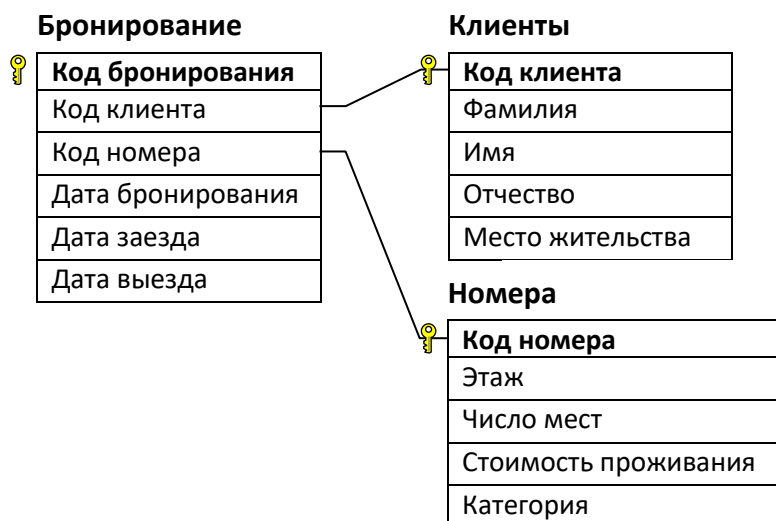 Бронирование
Код бронирования
Код клиента
Код номера
Дата бронирования
Дата заезда
Дата выезда
Клиенты
Код клиента
Фамилия
Имя
Отчество
Место жительства
Номера
Код номера
Этаж
Число мест
Стоимость проживания
Категория